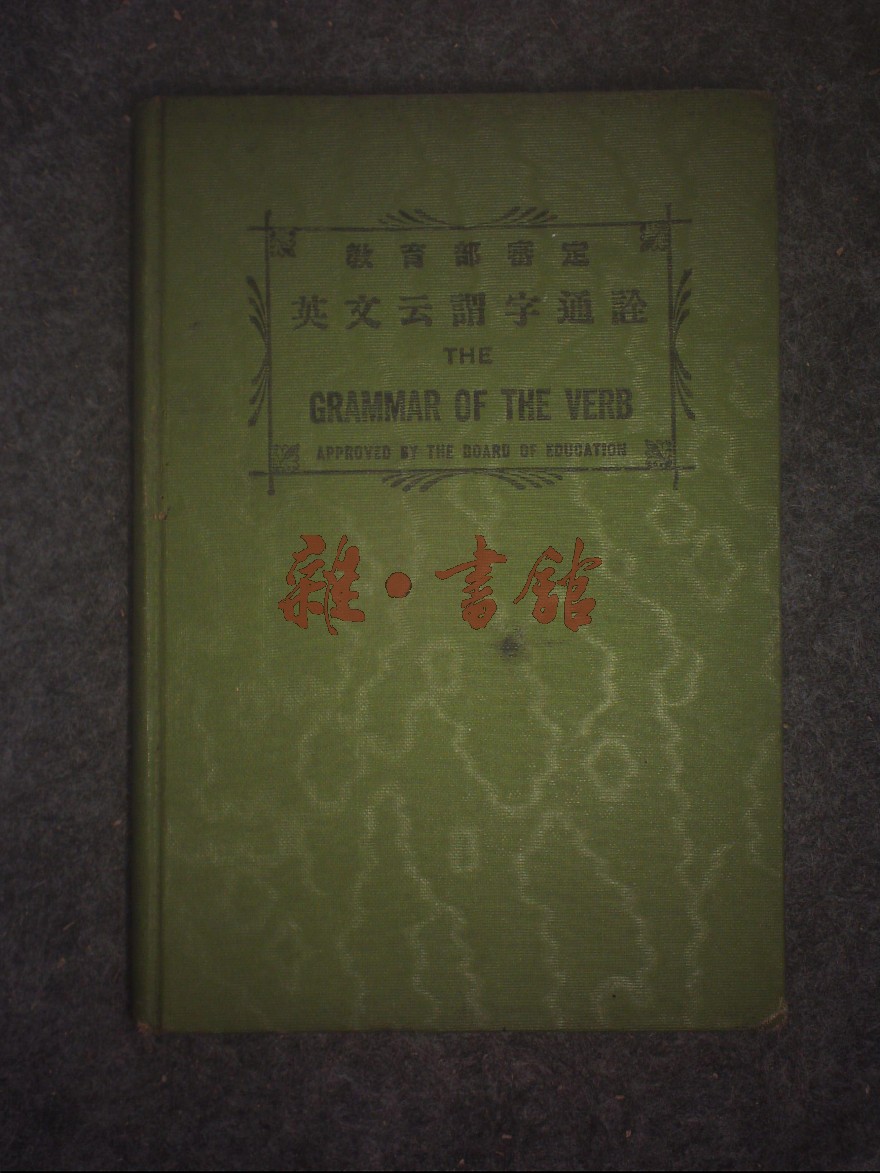 教育部審定
英文云謂字通詮
THE
GRAMMAR OF THE VERB
APPROVED BY THE BOARD OF EDUCATION
雜·書館